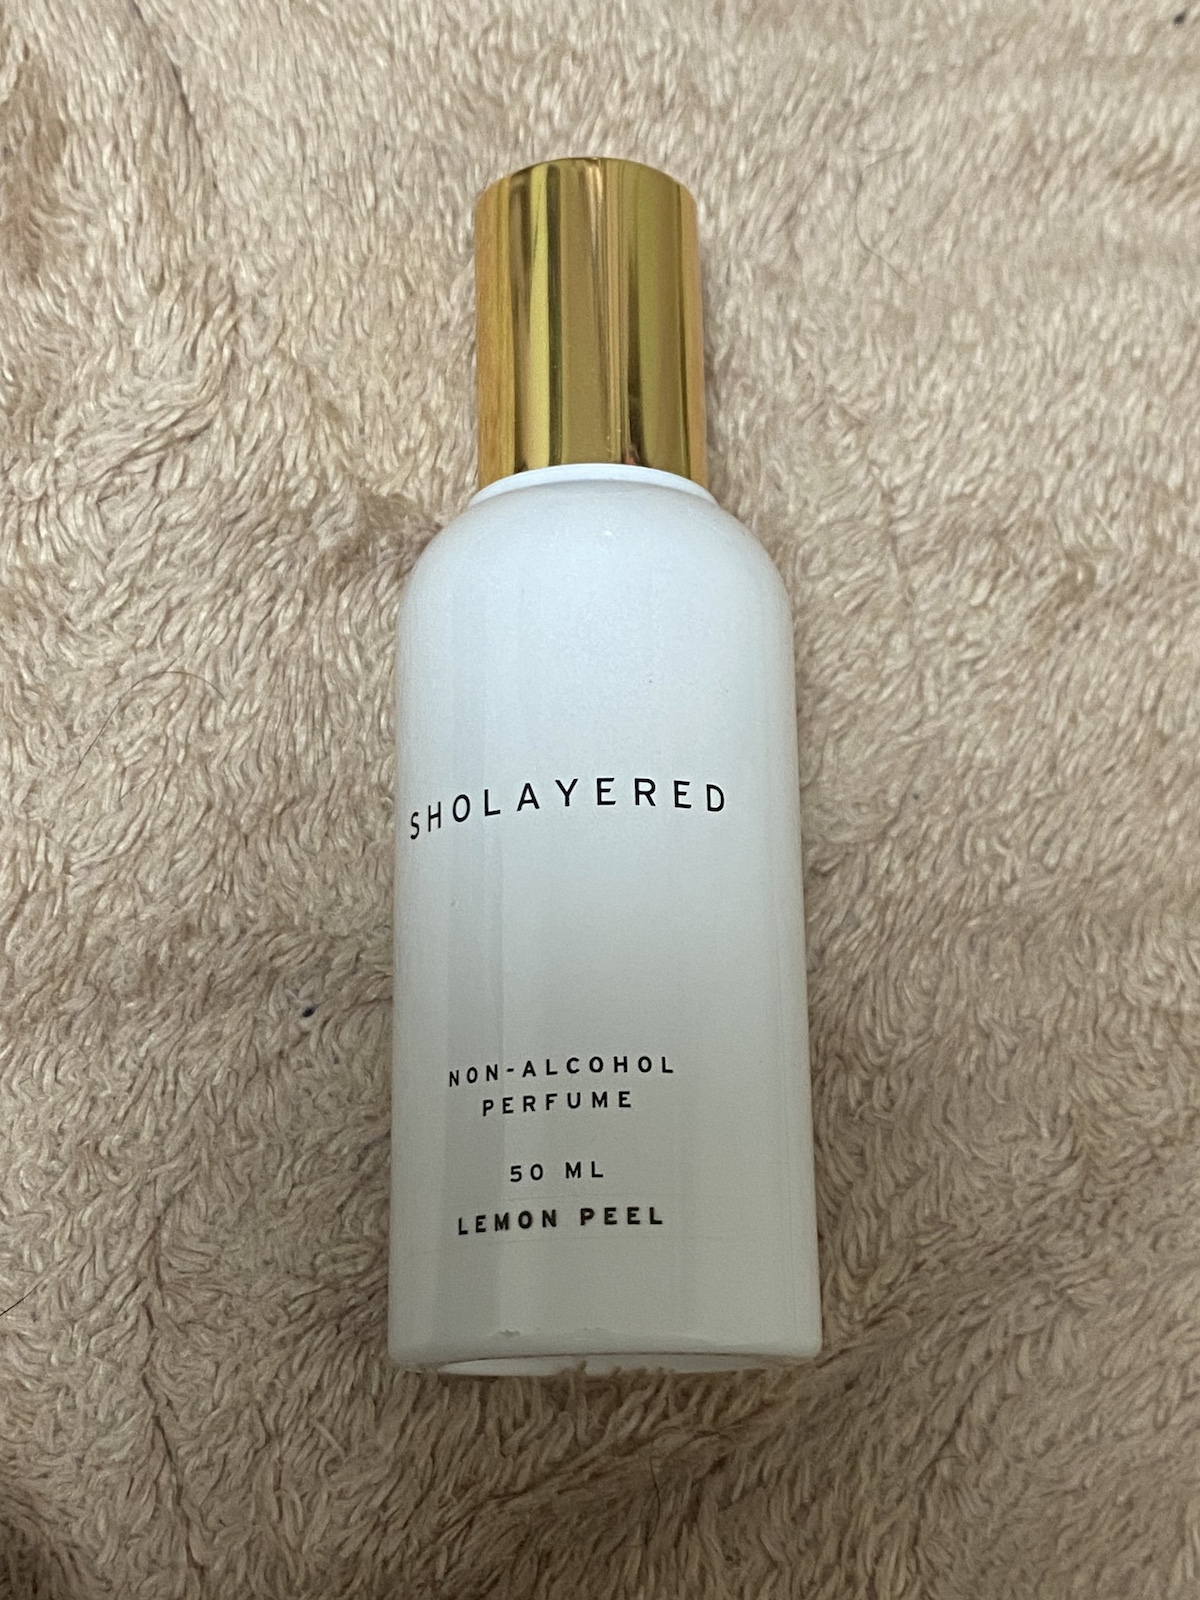 SHOLAYERED
NON-ALCOHOL
PERFUME
50 ML
LEMON PEEL